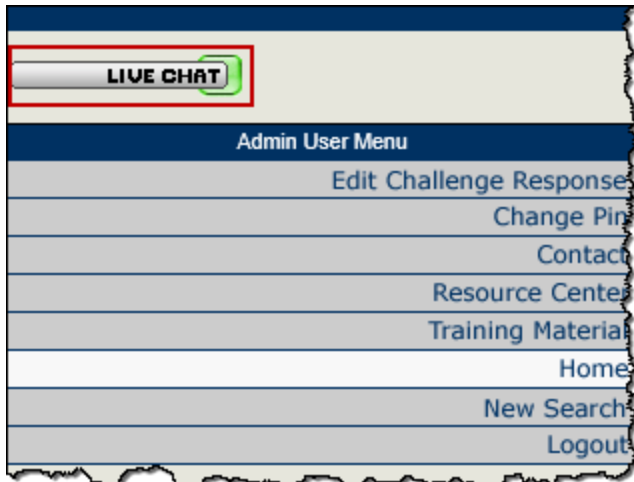 LIVE CHAT
Admin User Menu
Edit Challenge Response
Change Pin
Contact
Resource Center
Training Material
Home
New Search
Logout